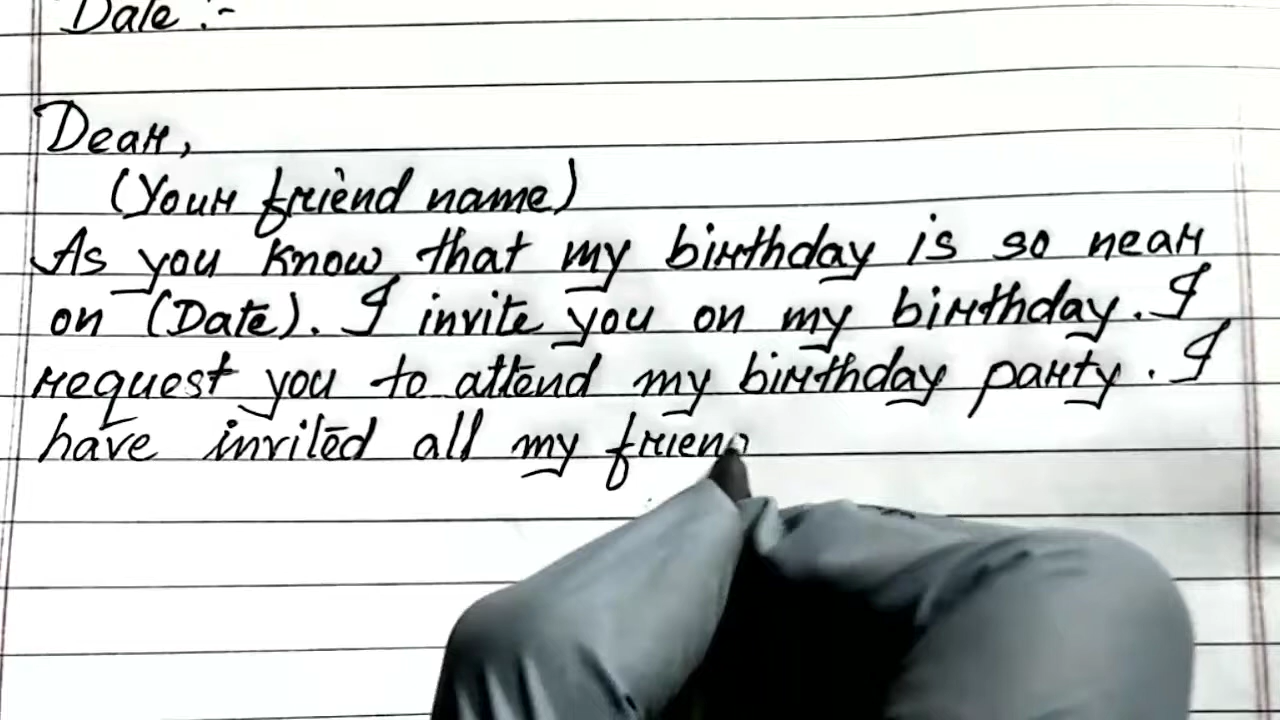 Date :-
Dear,
(Your friend name)
As you know that my birthday is so near
on (Date). I invite you on my birthday. I
request you to attend my birthday party. I
have invited all my frien